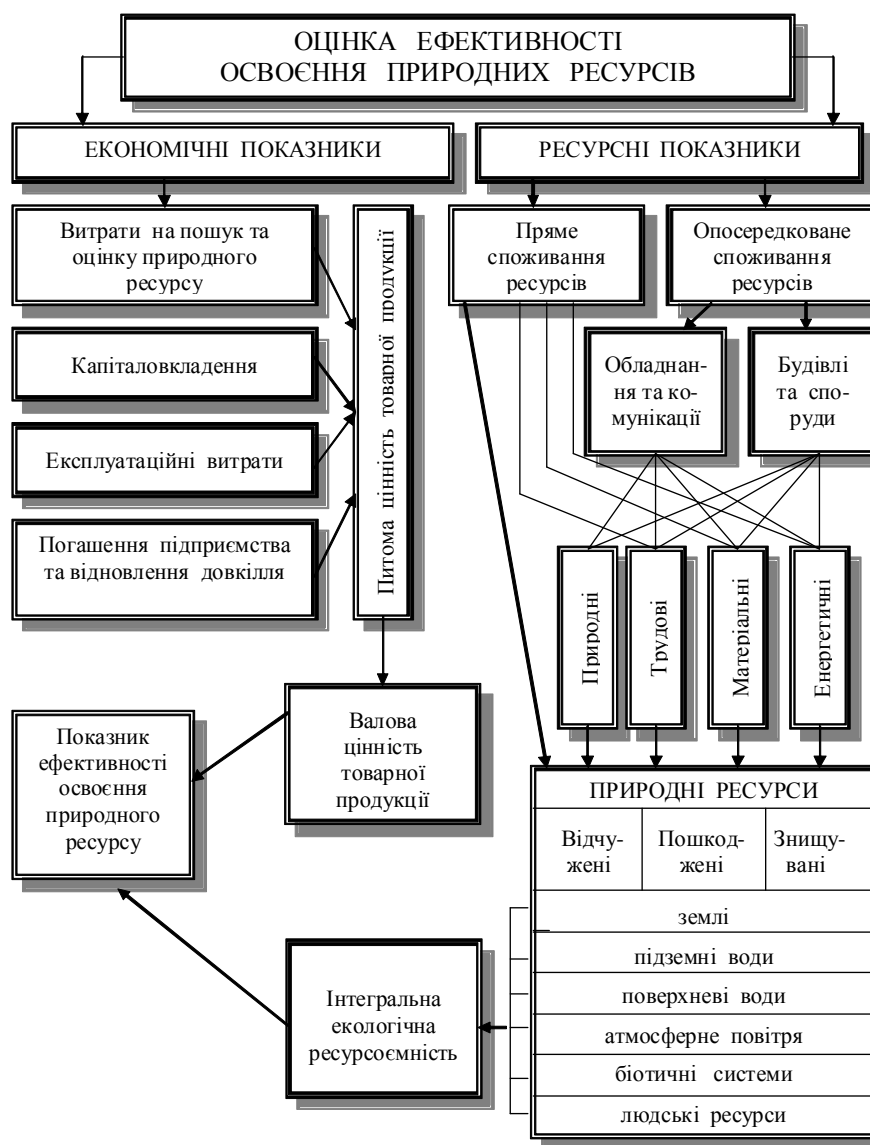 ОЦІНКА ЕФЕКТИВНОСТІ
ОСВОЄННЯ ПРИРОДНИХ РЕСУРСІВ
ЕКОНОМІЧНІ ПОКАЗНИКИ
РЕСУРСНІ ПОКАЗНИКИ
Витрати на пошук та
оцінку природного
ресурсу
Капіталовкладення
Експлуатаційні витрати
Погашення підприємства
та відновлення довкілля
Питома цінність товарної продукції
Пряме
споживання
ресурсів
Опосередковане
споживання
ресурсів
Обладнан-
ня та ко-
мунікації
Будівлі
та спо-
руди
Природні
Трудові
Матеріальні
Енергетичні
Показник
ефективності
освоєння
природного
ресурсу
Валова
цінність
товарної
продукції
Інтегральна
екологічна
ресурсоємність
ПРИРОДНІ РЕСУРСИ
Відчу-
жені
Пошкод-
жені
Знищу-
вані
землі
підземні води
поверхневі води
атмосферне повітря
біотичні системи
людські ресурси